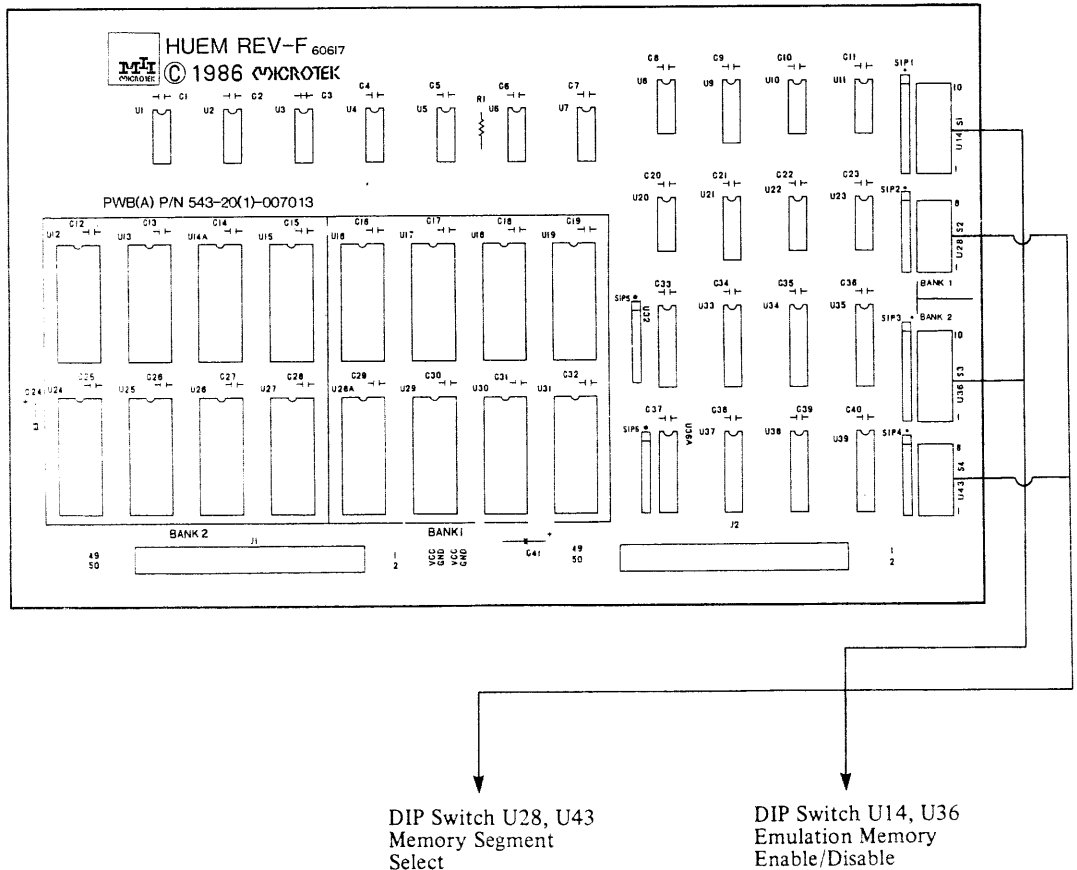 HUEM REV-F 60617
MII
MICROTEK
© 1986 MICROTEK
C1 C2 C3 C4 C5 C6 C7
U1 U2 U3 U4 U5 R1 U6 U7
C8 C9 C10 C11 SIP1
U8 U9 U10 U11
10
U14 S1
1
PWB(A) P/N 543-20(1)-007013
C20 C21 C22 C23 SIP2
U20 U21 U22 U23
8
U28 S2
1
C12 C13 C14 C15 C16 C17 C18 C19
U12 U13 U14A U15 U16 U17 U18 U19
BANK 1
BANK 2
SIP5 U32 C33 C34 C35 C36 SIP3
U33 U34 U35
10
U36 S3
1
C24 C25 C26 C27 C28 C29 C30 C31 C32
U24 U25 U26 U27 U28A U29 U30 U31
SIP6 C37 U36A C38 C39 C40 SIP4
U37 U38 U39
8
U43 S4
1
BANK 2 BANK1
J1 J2
49
50
1
2
VCC
GND
VCC
GND
C41
49
50
1
2
DIP Switch U28, U43
Memory Segment
Select
DIP Switch U14, U36
Emulation Memory
Enable/Disable